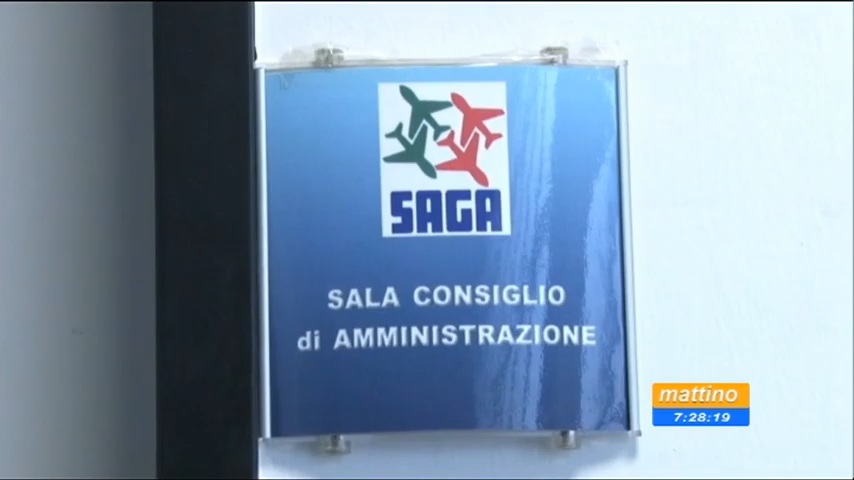 SAGA
SALA CONSIGLIO
di AMMINISTRAZIONE
mattino
7:28:19